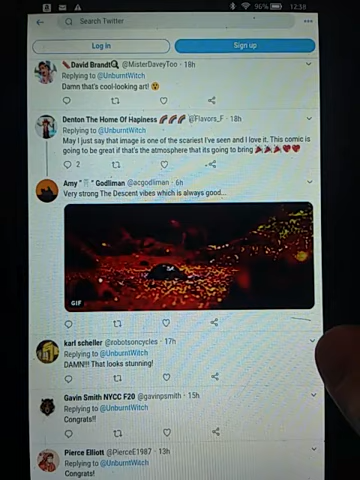 96% 12:38
Search Twitter
Log in Sign up
David Brandt @MisterDaveyToo · 18h
Replying to @UnburntWitch
Damn that's cool-looking art!
Denton The Home Of Hapiness @Flavors_F · 18h
Replying to @UnburntWitch
May I just say that image is one of the scariest I've seen and I love it. This comic is
going to be great if that's the atmosphere that its going to bring
2
Amy " " Godliman @acgodliman · 6h
Very strong The Descent vibes which is always good...
GIF
karl scheller @robotsoncycles · 17h
Replying to @UnburntWitch
DAMN!!! That looks stunning!
Gavin Smith NYCC F20 @gavinpsmith · 15h
Replying to @UnburntWitch
Congrats!!
Pierce Elliott @PierceE1987 · 13h
Replying to @UnburntWitch
Congrats!